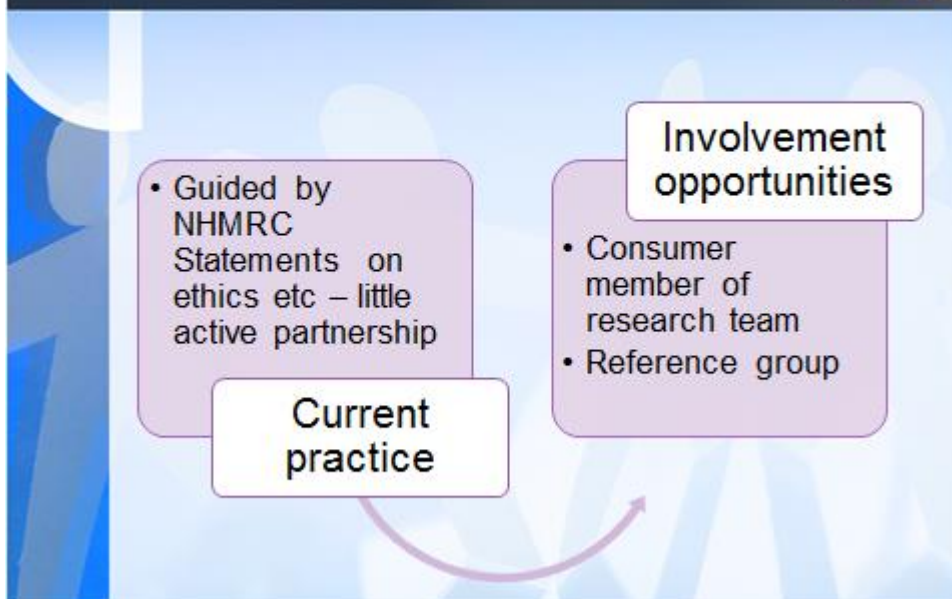 • Guided by
NHMRC
Statements on
ethics etc – little
active partnership
Current
practice
Involvement
opportunities
• Consumer
member of
research team
• Reference group